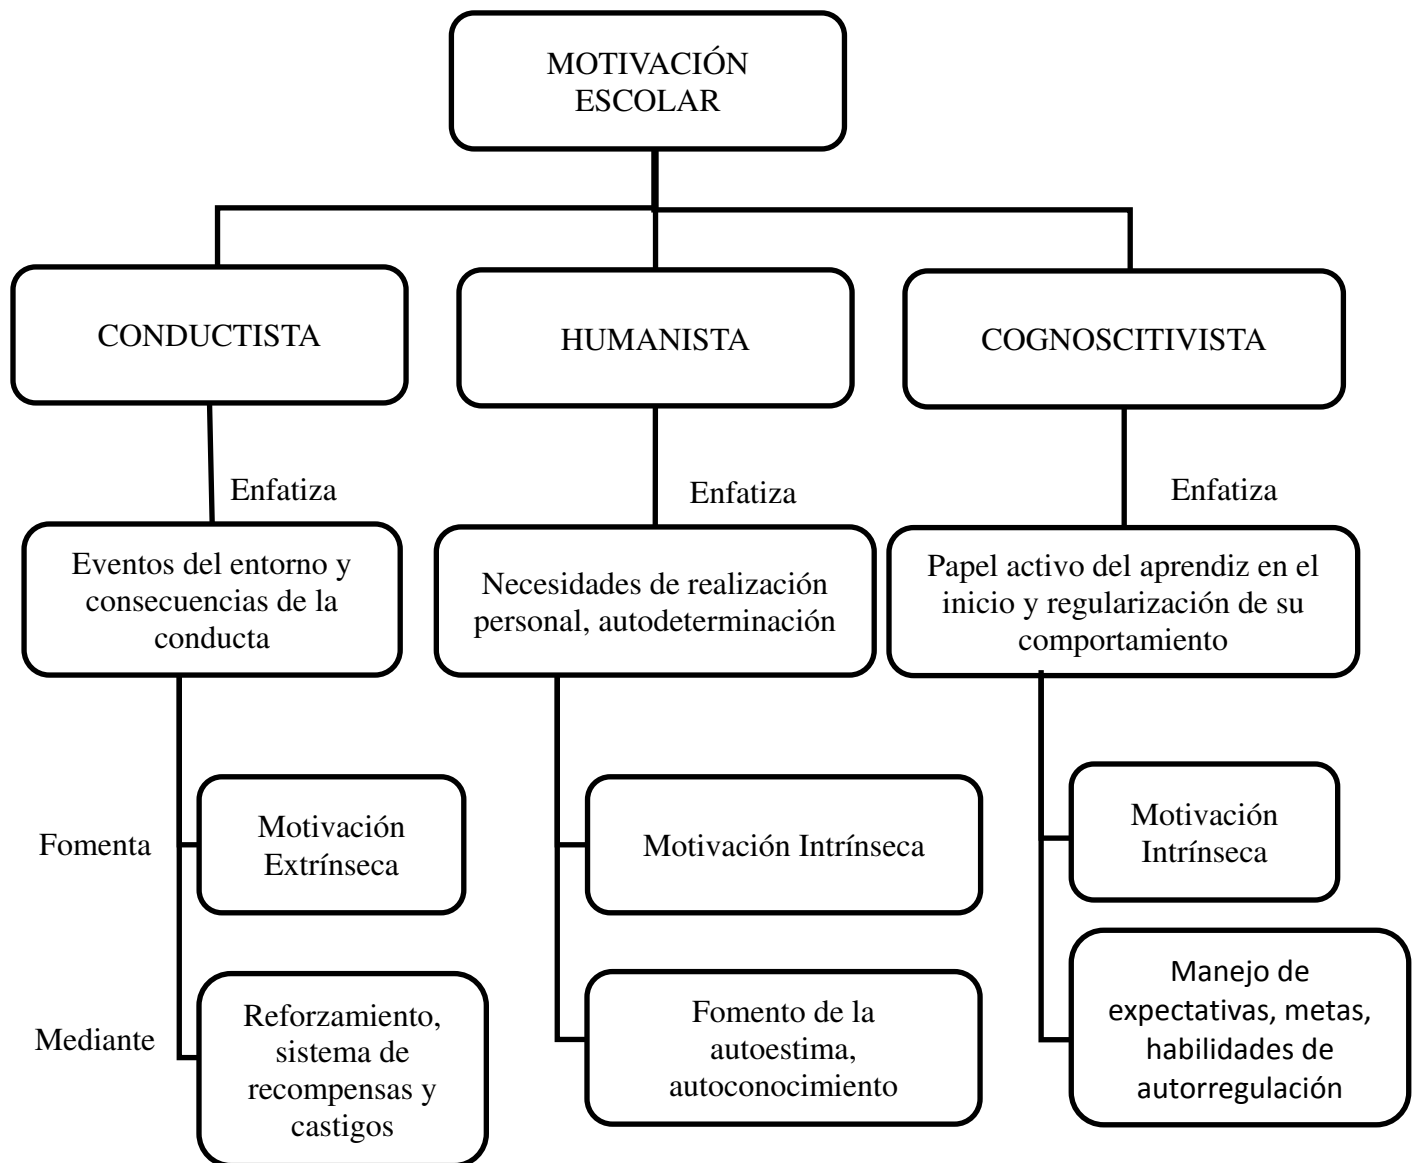 MOTIVACIÓN
ESCOLAR
CONDUCTISTA
HUMANISTA
COGNOSCITIVISTA
Enfatiza
Enfatiza
Enfatiza
Eventos del entorno y
consecuencias de la
conducta
Necesidades de realización
personal, autodeterminación
Papel activo del aprendiz en el
inicio y regularización de su
comportamiento
Fomenta
Motivación
Extrínseca
Motivación Intrínseca
Motivación
Intrínseca
Mediante
Reforzamiento,
sistema de
recompensas y
castigos
Fomento de la
autoestima,
autoconocimiento
Manejo de
expectativas, metas,
habilidades de
autorregulación